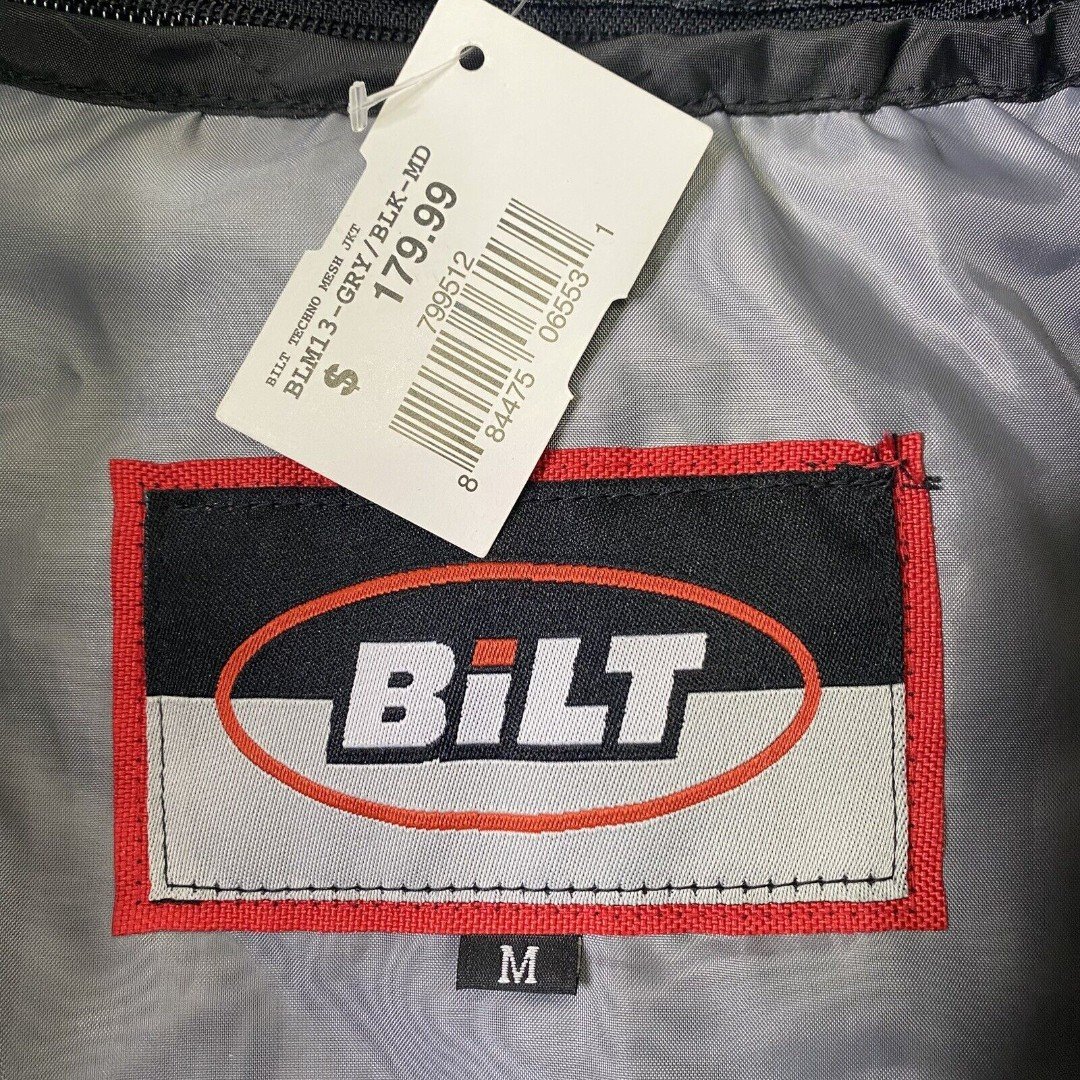 BILT TECHNO MESH JKT
BLM13-GRY/BLK-MD
$ 179.99
799512
8 84475 06553 1
BiLT
M